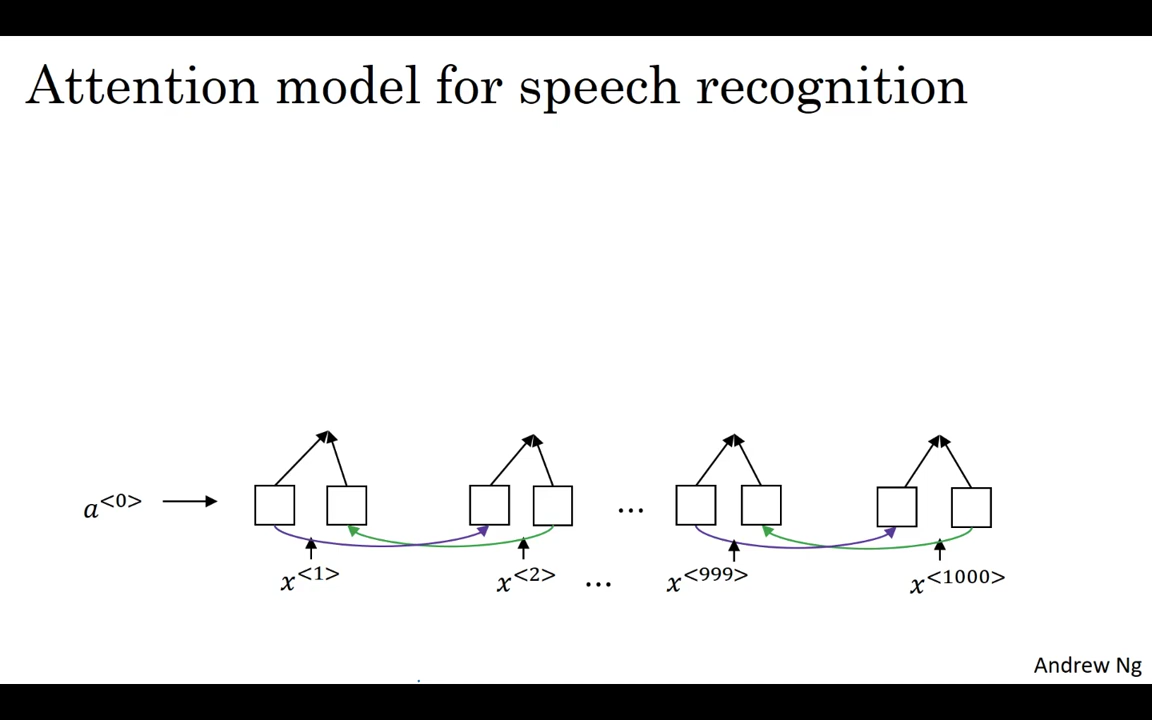 Attention model for speech recognition
a<0>
...
x<1> x<2> ... x<999> x<1000>
Andrew Ng